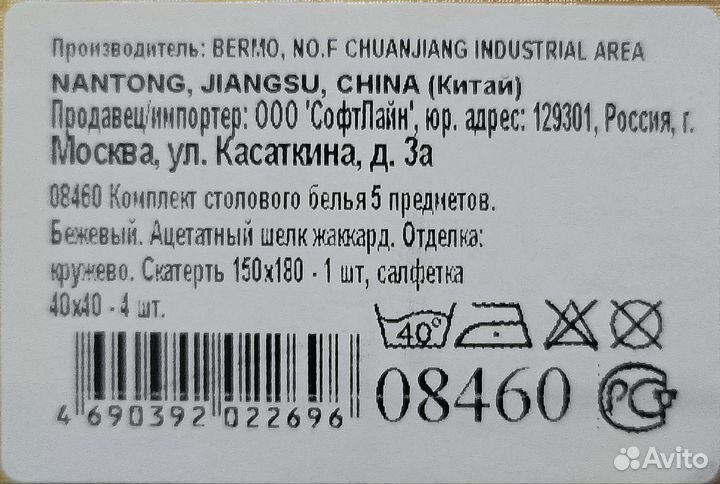 Производитель: BERMO, NO.F CHUANJIANG INDUSTRIAL AREA
NANTONG, JIANGSU, CHINA (Китай)
Продавец/импортер: ООО 'СофтЛайн', юр. адрес: 129301, Россия, г.
Москва, ул. Касаткина, д. 3а
08460 Комплект столового белья 5 предметов.
Бежевый. Ацетатный шелк жаккард. Отделка:
кружево. Скатерть 150х180 - 1 шт, салфетка
40х40 - 4 шт.
40°
4 690392 022696
08460
РС
Avito